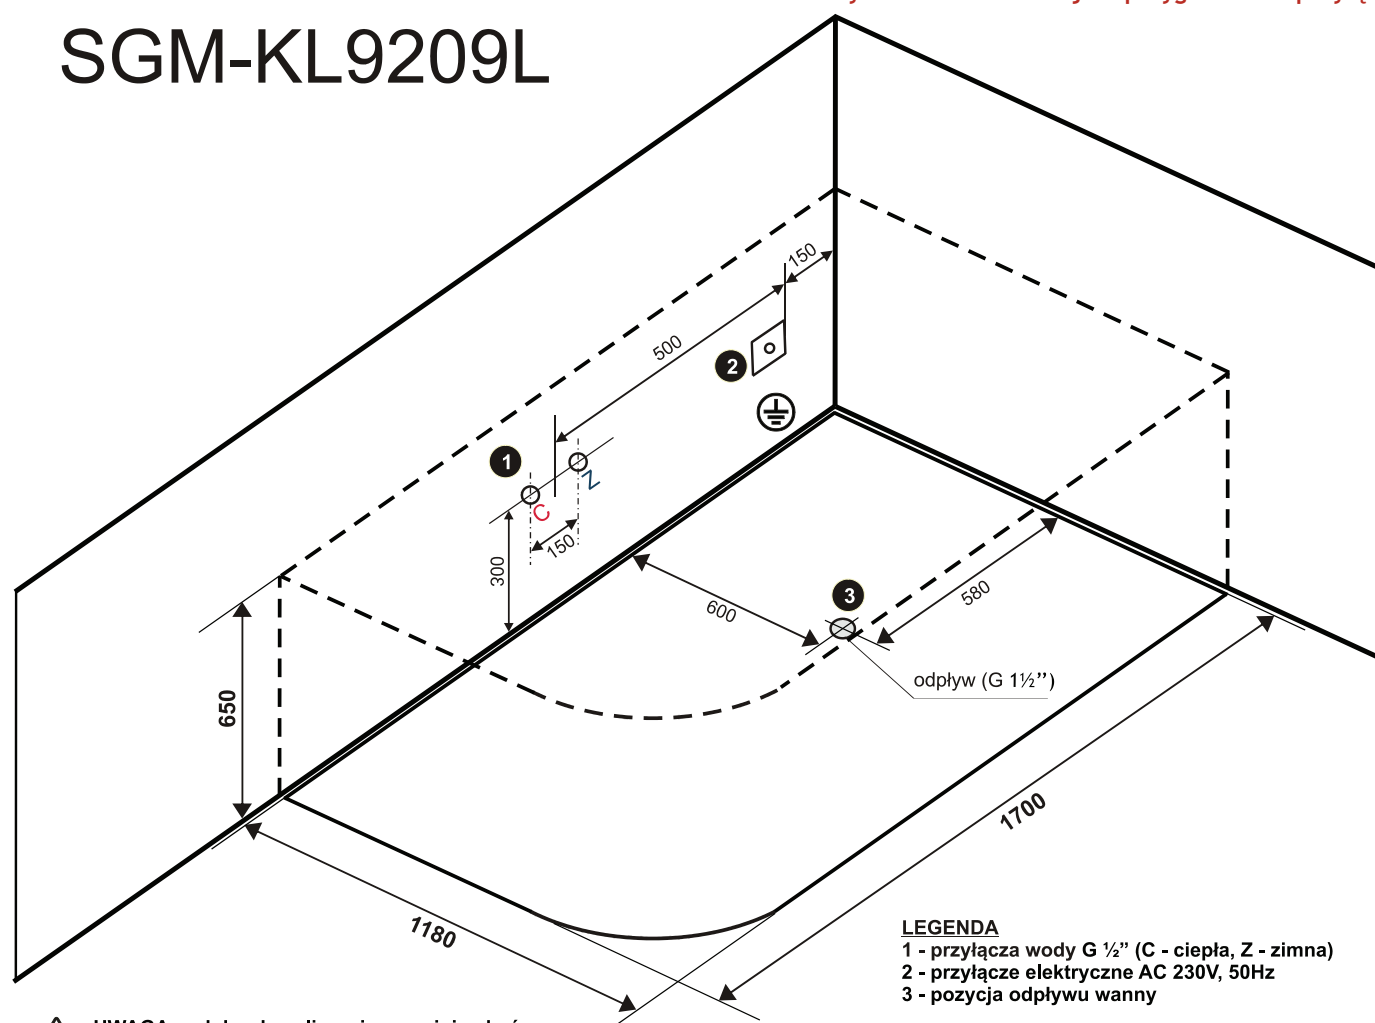 SGM-KL9209L
150
500
2
1
Z
C
150
300
600
3
580
odpływ (G 1½”)
650
1700
1180
LEGENDA
1 - przyłącza wody G ½” (C - ciepła, Z - zimna)
2 - przyłącze elektryczne AC 230V, 50Hz
3 - pozycja odpływu wanny